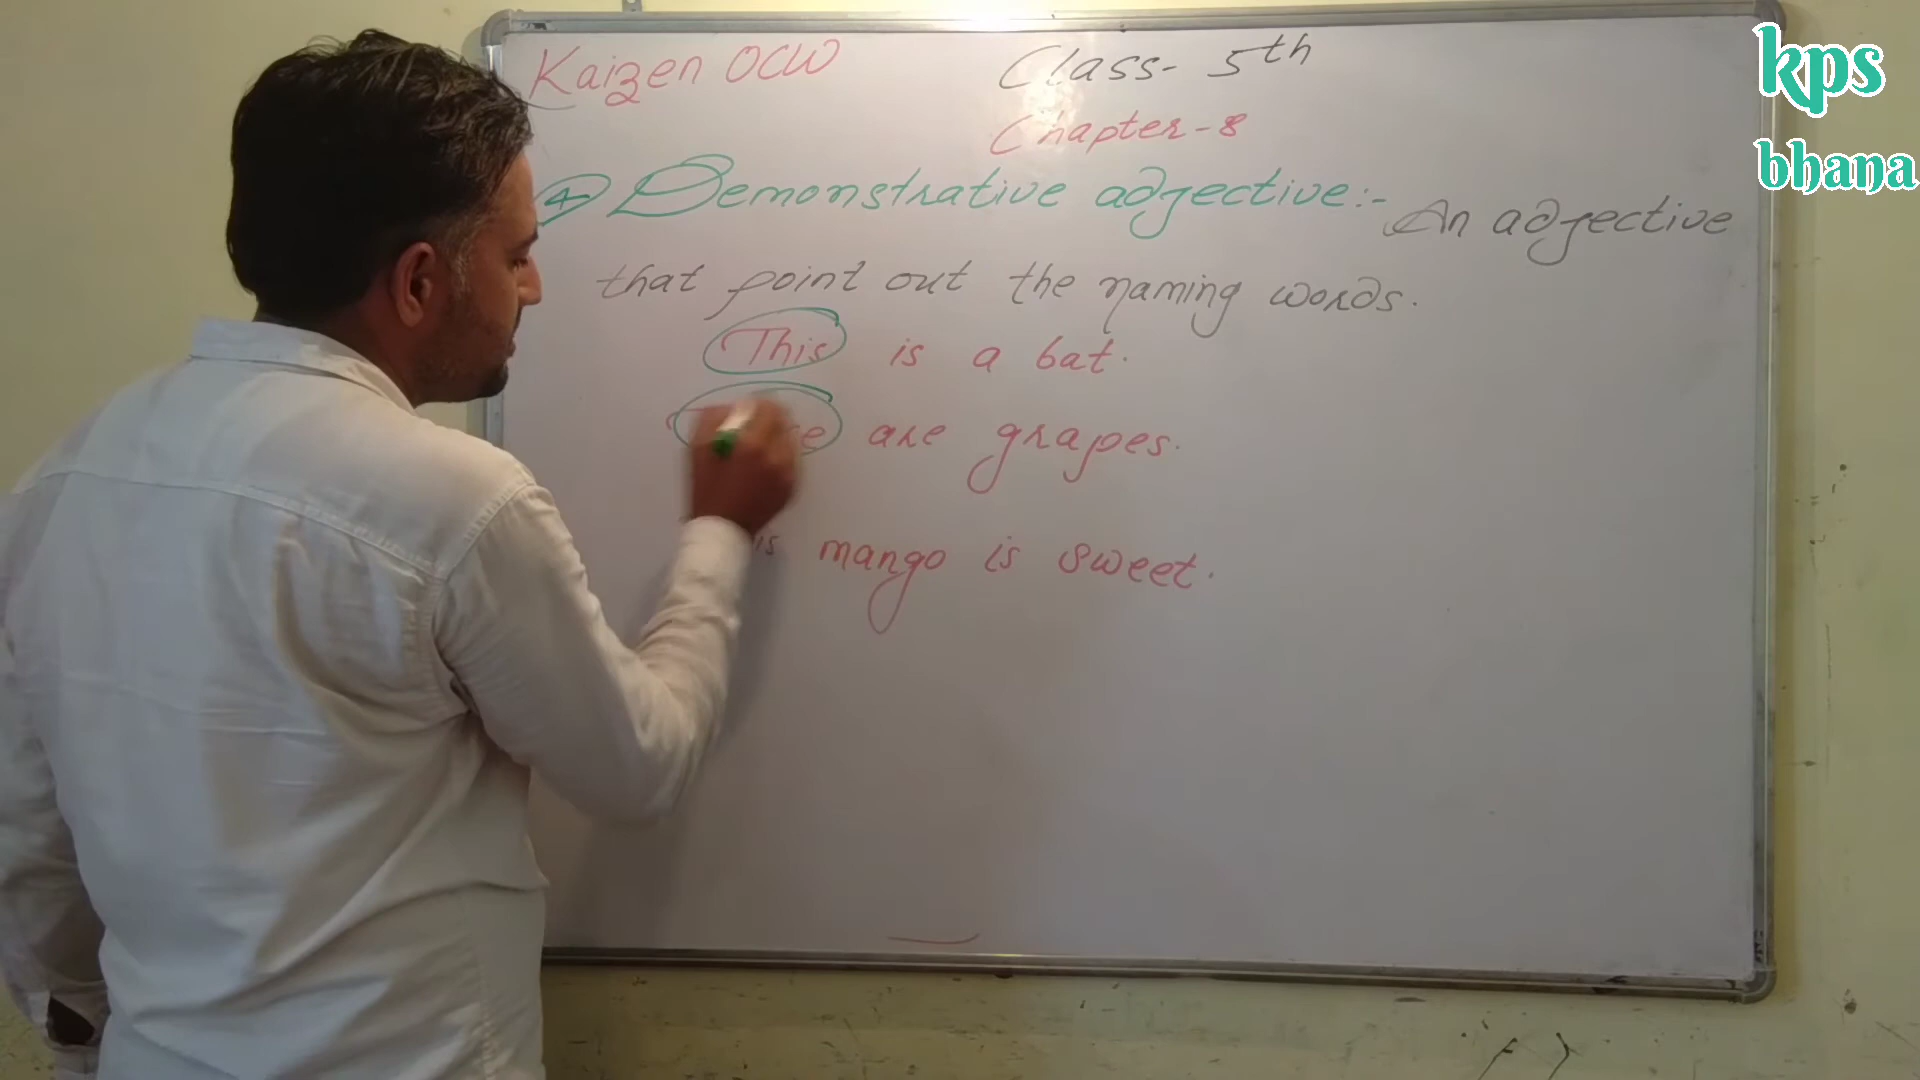 Kaizen OCW
Class- 5th
Chapter-8
4 Demonstrative adjective:- An adjective
that point out the naming words.
This is a bat.
are grapes.
mango is sweet.
kps
bhana